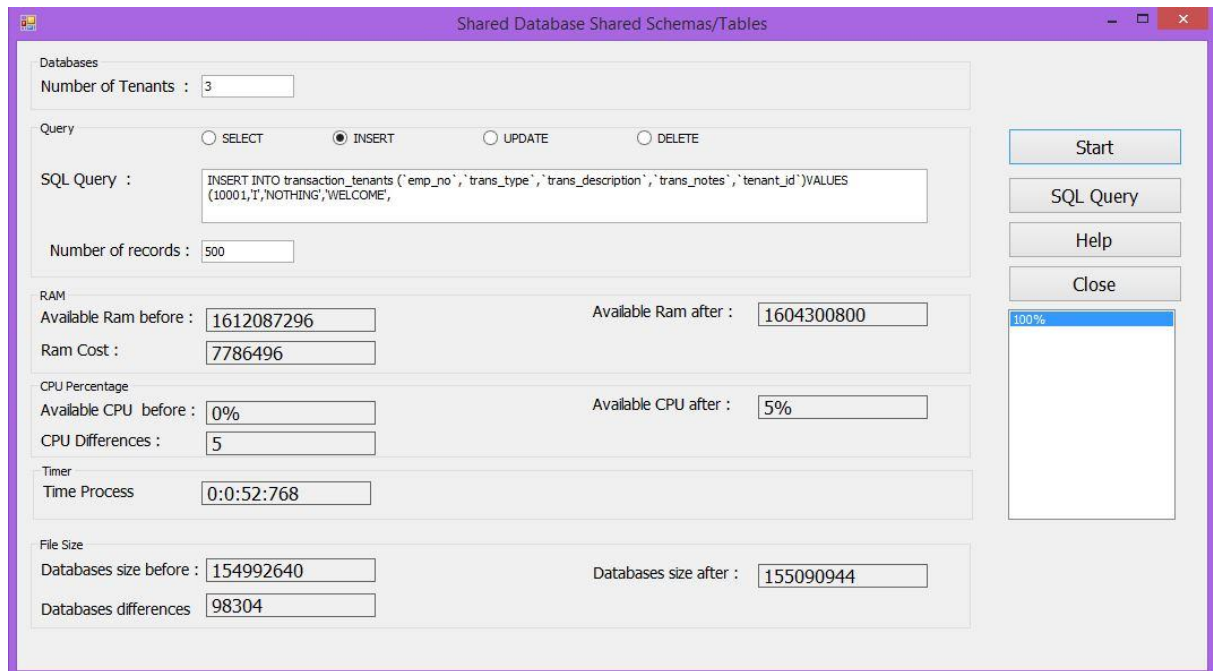 Shared Database Shared Schemas/Tables
Databases
Number of Tenants : 3
Query
SELECT INSERT UPDATE DELETE
SQL Query :
INSERT INTO transaction_tenants (`emp_no`,`trans_type`,`trans_description`,`trans_notes`,`tenant_id`)VALUES
(10001,'I','NOTHING','WELCOME',
Number of records : 500
Start
SQL Query
Help
Close
100%
RAM
Available Ram before : 1612087296 Available Ram after : 1604300800
Ram Cost : 7786496
CPU Percentage
Available CPU before : 0% Available CPU after : 5%
CPU Differences : 5
Timer
Time Process 0:0:52:768
File Size
Databases size before : 154992640 Databases size after : 155090944
Databases differences 98304